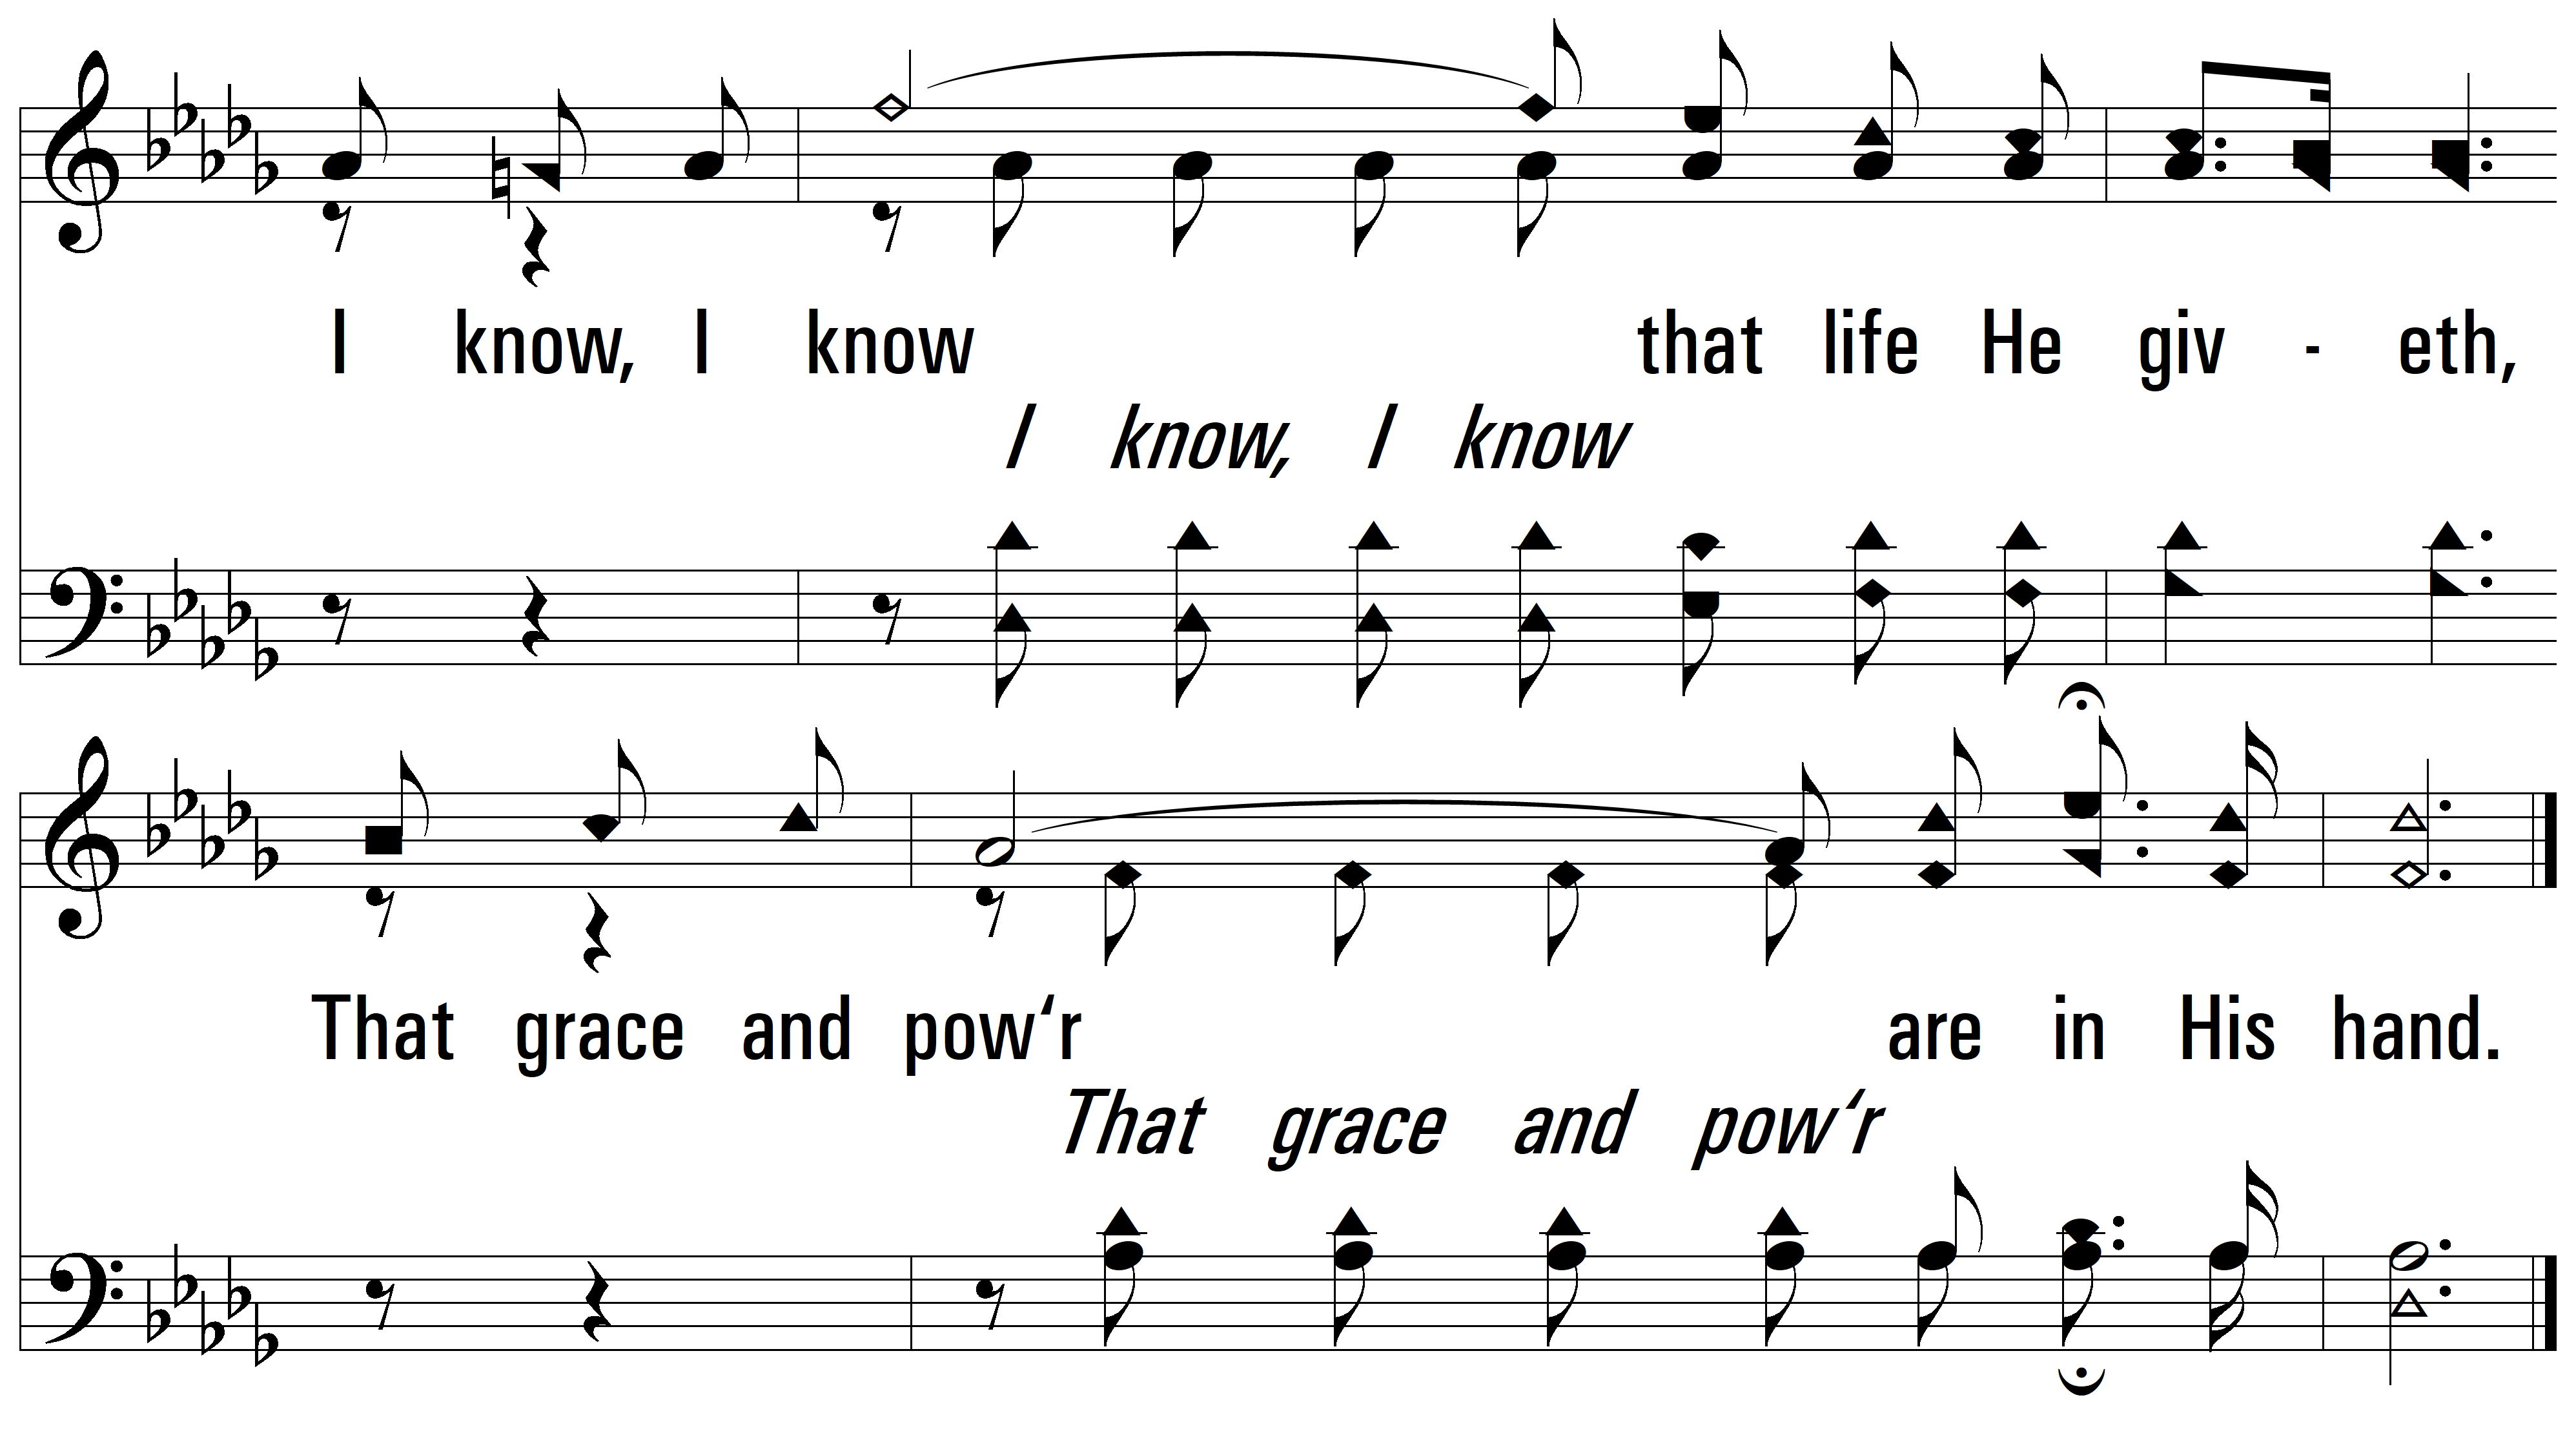 I know, I know that life He giv - eth,
I know, I know
That grace and pow‘r are in His hand.
That grace and pow‘r